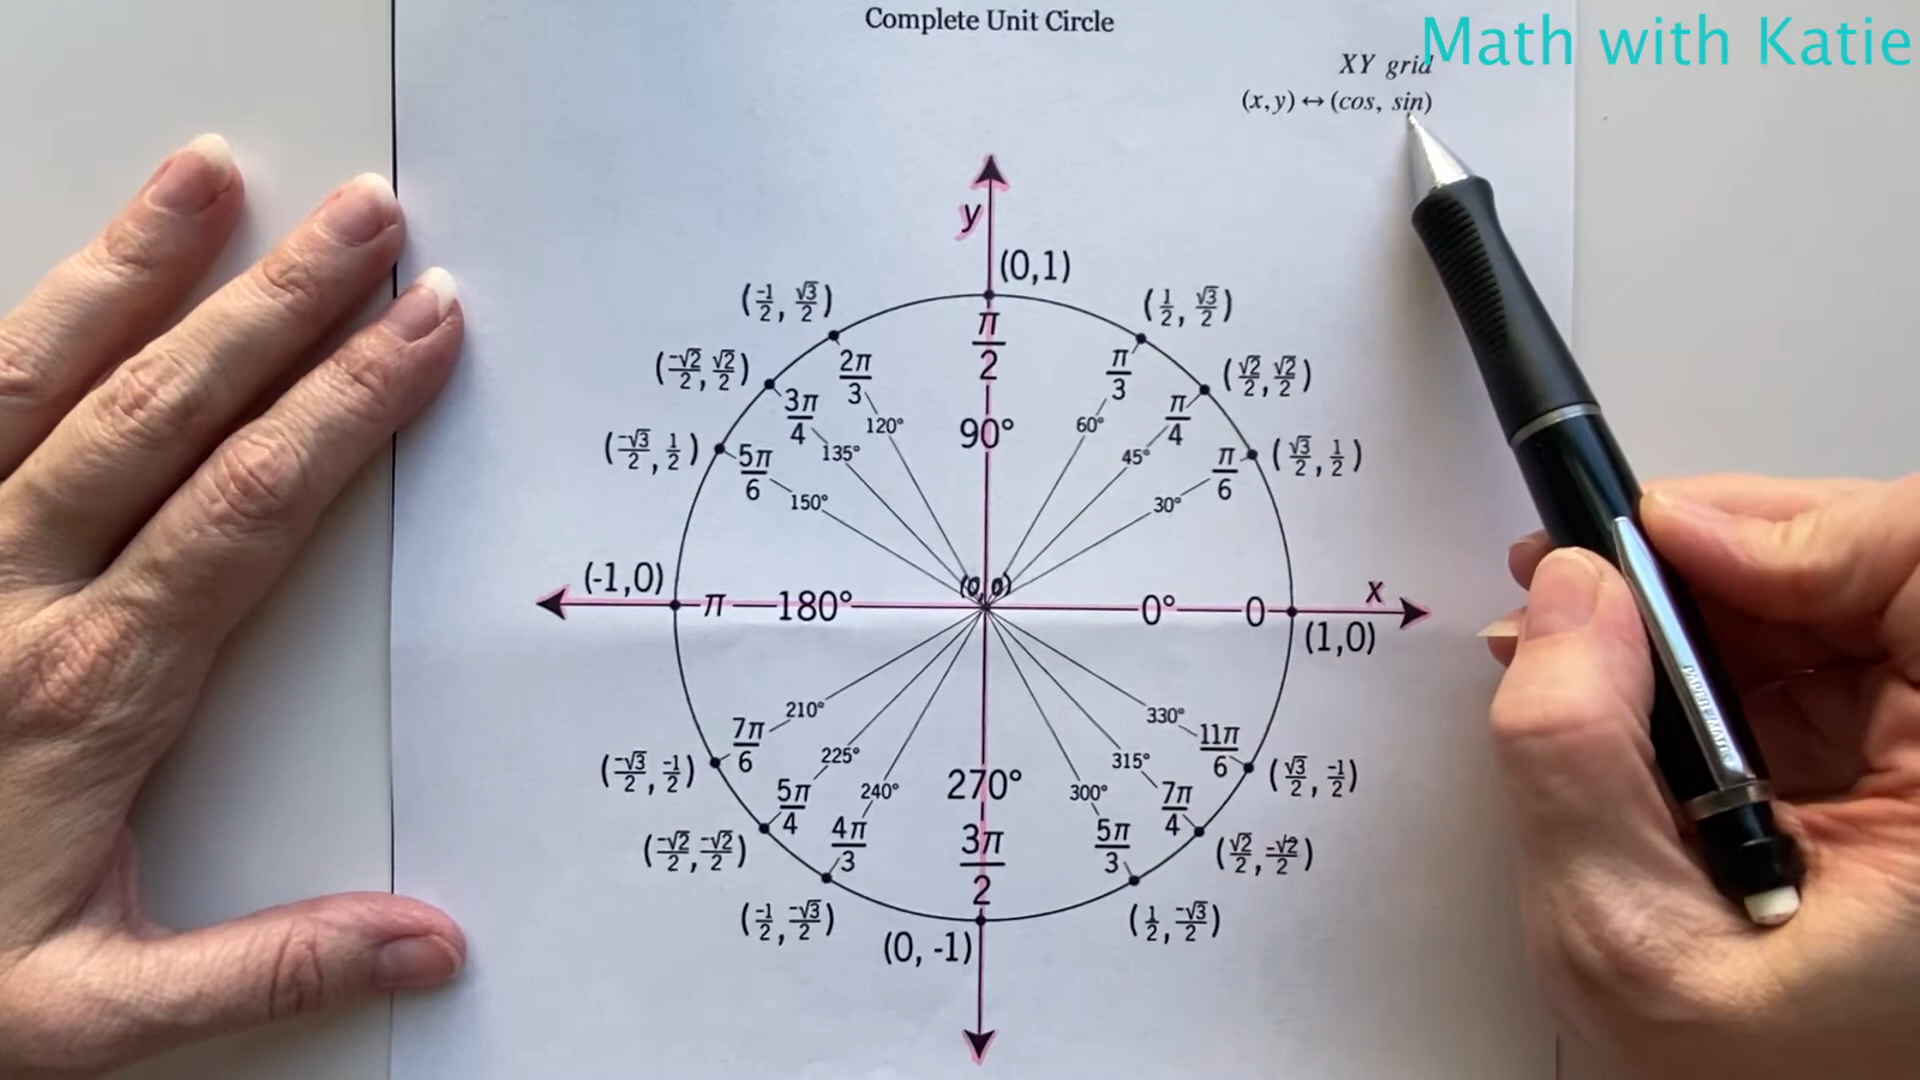 Complete Unit Circle
Math with Katie
XY grid
(x,y) ↔ (cos, sin)
y
(0,1)
(-1/2, √3/2)
(1/2, √3/2)
π/2
(-√2/2, √2/2)
2π/3
π/3
(√2/2, √2/2)
3π/4
120°
90°
60°
π/4
(-√3/2, 1/2)
5π/6
135°
45°
π/6
(√3/2, 1/2)
150°
30°
(-1,0)
(0,0)
x
π
180°
0°
0
(1,0)
210°
330°
(-√3/2, -1/2)
7π/6
225°
315°
11π/6
(√3/2, -1/2)
5π/4
240°
270°
300°
7π/4
(-√2/2, -√2/2)
4π/3
3π/2
5π/3
(√2/2, -√2/2)
(-1/2, -√3/2)
(1/2, -√3/2)
(0, -1)